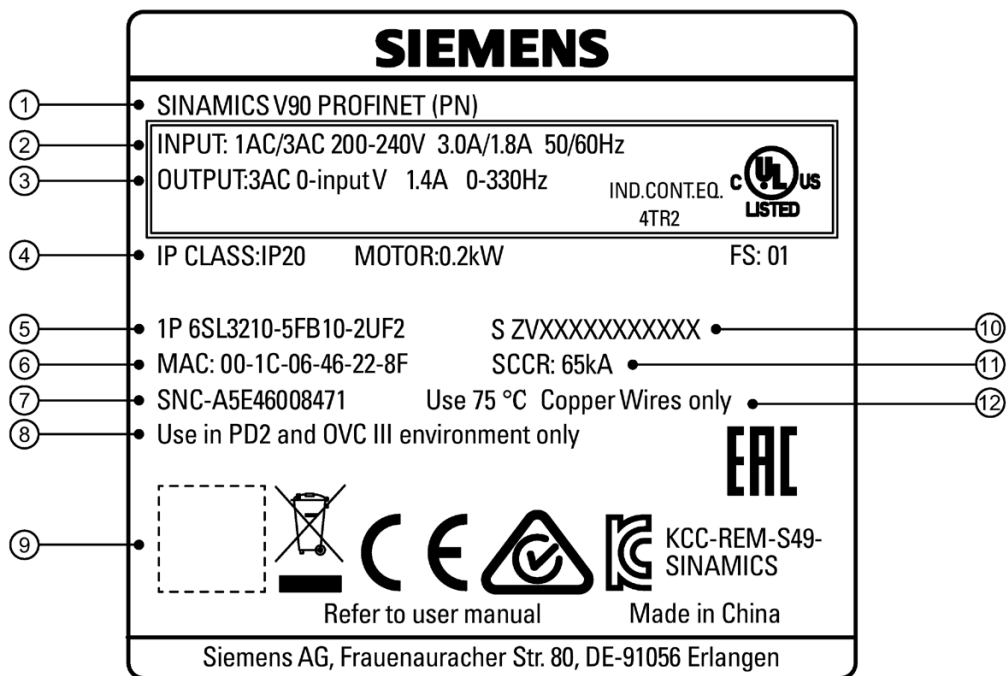 SIEMENS
① SINAMICS V90 PROFINET (PN)
② INPUT: 1AC/3AC 200-240V 3.0A/1.8A 50/60Hz
③ OUTPUT:3AC 0-input V 1.4A 0-330Hz
IND.CONT.EQ.
4TR2
C UL US
LISTED
④ IP CLASS:IP20 MOTOR:0.2kW FS: 01
⑤ 1P 6SL3210-5FB10-2UF2 S ZVXXXXXXXXXXX ⑩
⑥ MAC: 00-1C-06-46-22-8F SCCR: 65kA ⑪
⑦ SNC-A5E46008471 Use 75 °C Copper Wires only ⑫
⑧ Use in PD2 and OVC III environment only
EAC
⑨ CE KC KCC-REM-S49-
SINAMICS
Refer to user manual Made in China
Siemens AG, Frauenauracher Str. 80, DE-91056 Erlangen